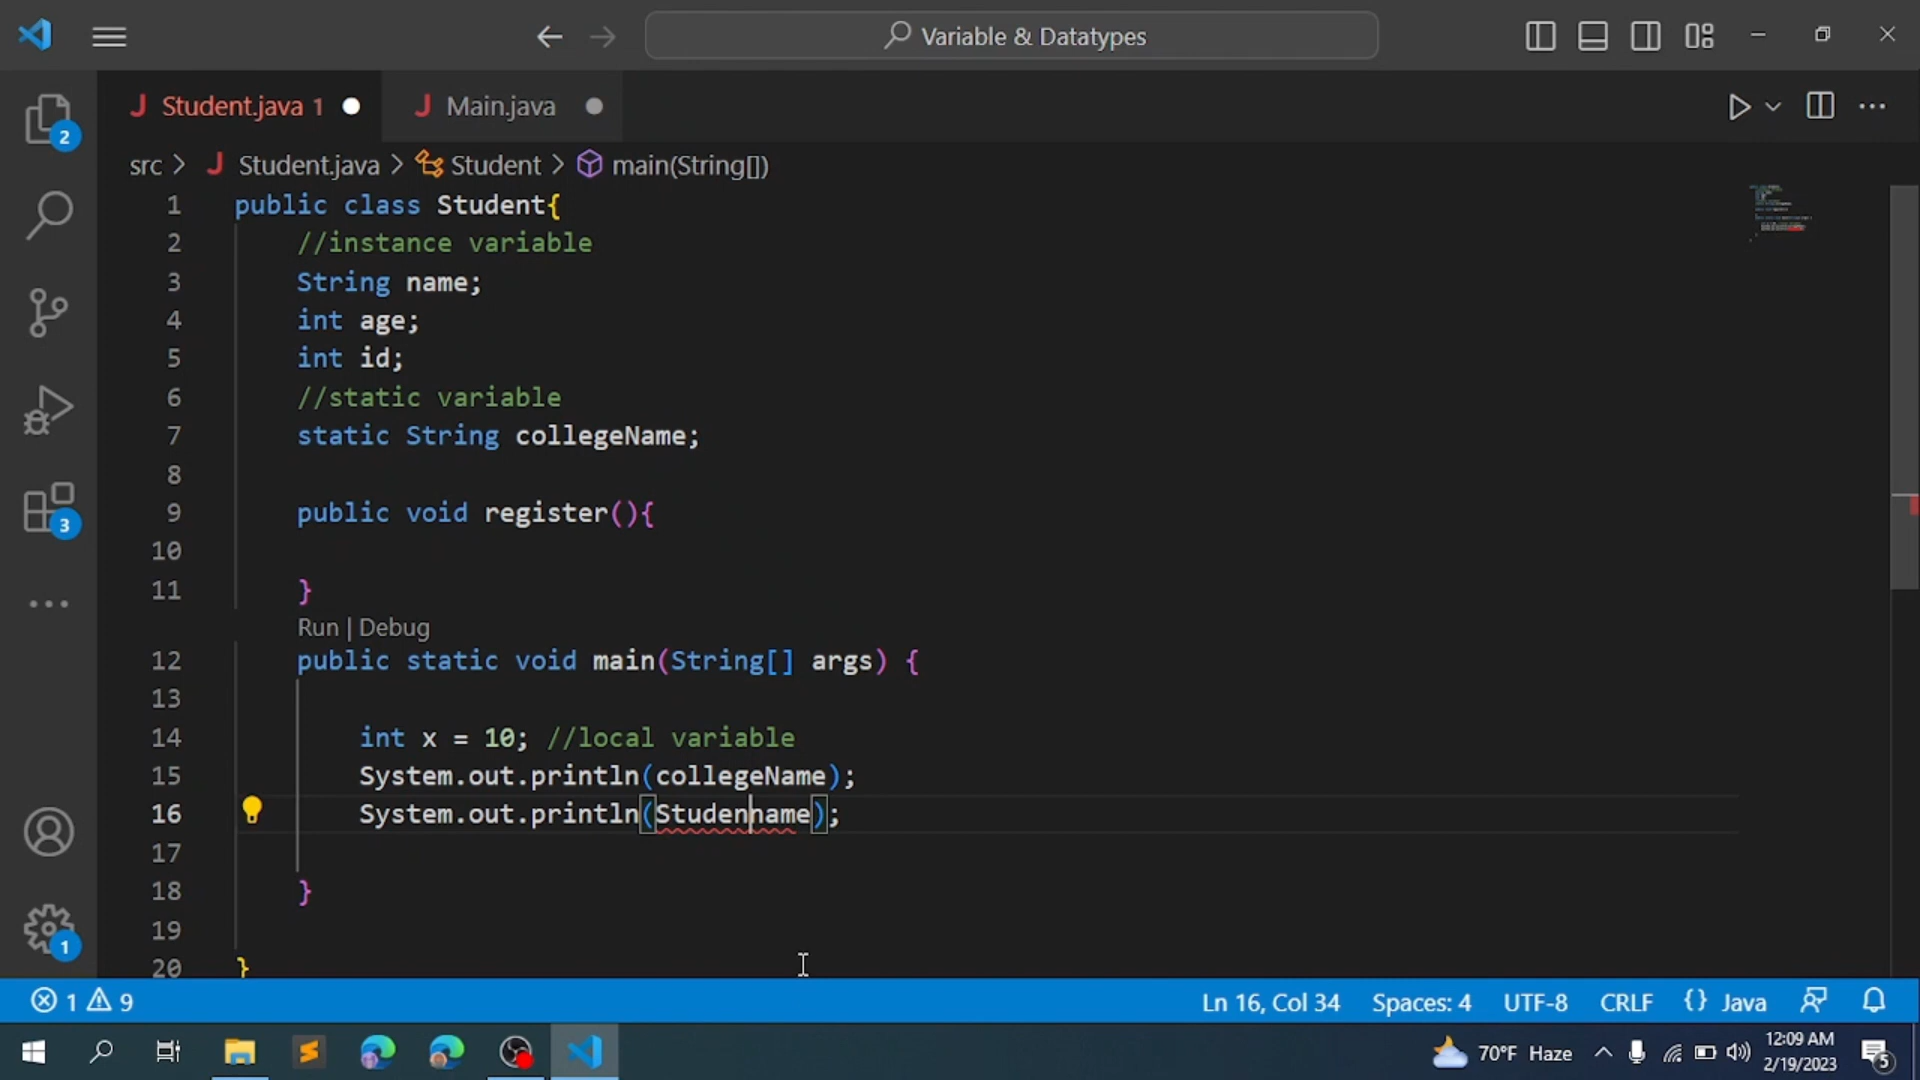 Variable & Datatypes
Student.java 1
Main.java
src > Student.java > Student > main(String[])
1 public class Student{
2 //instance variable
3 String name;
4 int age;
5 int id;
6 //static variable
7 static String collegeName;
8
9 public void register(){
10
11 }
Run | Debug
12 public static void main(String[] args) {
13
14 int x = 10; //local variable
15 System.out.println(collegeName);
16 System.out.println(Studenname);
17
18 }
19
20 }
2
3
1
1 9
Ln 16, Col 34 Spaces: 4 UTF-8 CRLF {} Java
70°F Haze
12:09 AM
2/19/2023
5